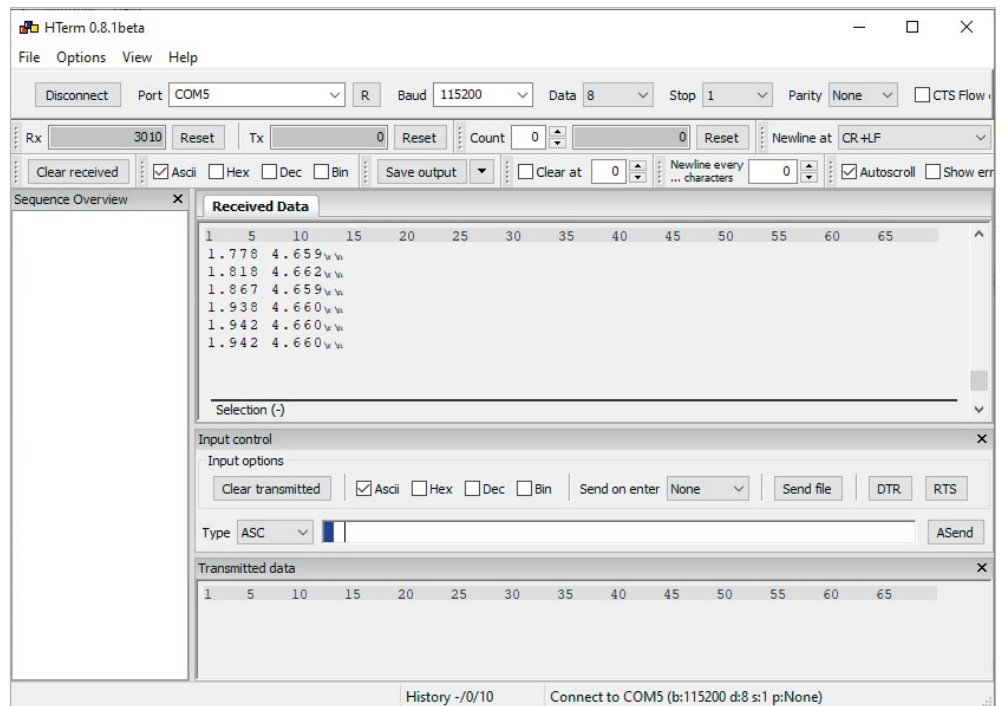 HTerm 0.8.1beta
File Options View Help
Disconnect Port COM5 R Baud 115200 Data 8 Stop 1 Parity None CTS Flow
Rx 3010 Reset Tx 0 Reset Count 0 0 Reset Newline at CR+LF
Clear received Ascii Hex Dec Bin Save output Clear at 0 Newline every ... characters 0 Autoscroll Show err
Sequence Overview
Received Data
1 5 10 15 20 25 30 35 40 45 50 55 60 65
1.778 4.659\r\n
1.818 4.662\r\n
1.867 4.659\r\n
1.938 4.660\r\n
1.942 4.660\r\n
1.942 4.660\r\n
Selection (-)
Input control
Input options
Clear transmitted Ascii Hex Dec Bin Send on enter None Send file DTR RTS
Type ASC ASend
Transmitted data
1 5 10 15 20 25 30 35 40 45 50 55 60 65
History -/0/10 Connect to COM5 (b:115200 d:8 s:1 p:None)